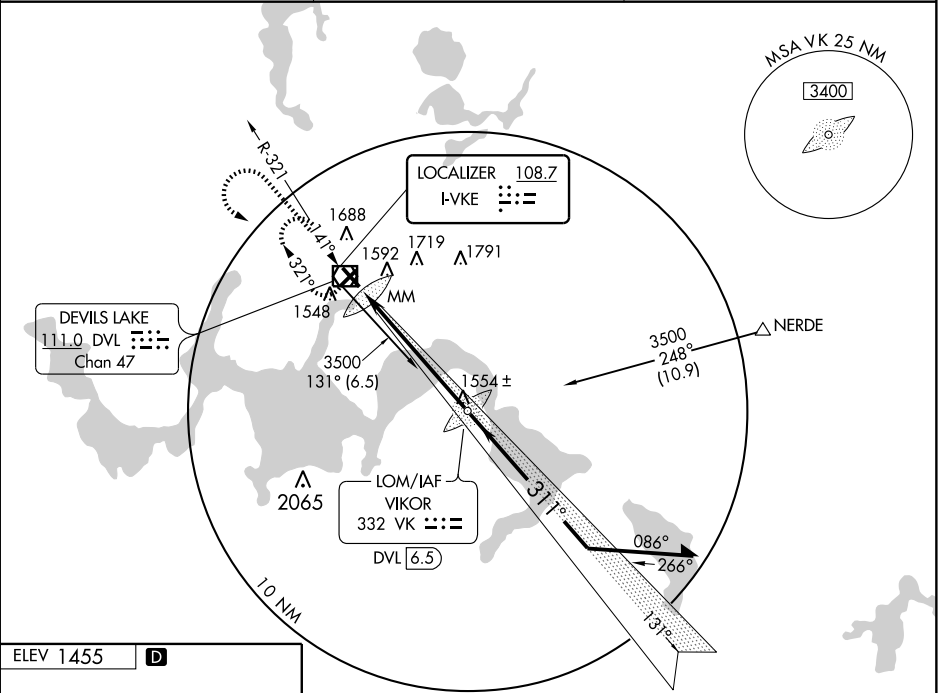 MSA VK 25 NM
3400
R-321
LOCALIZER 108.7
I-VKE
141°
1688
1592
1719
1791
321°
1548
MM
DEVILS LAKE
111.0 DVL
Chan 47
3500
131° (6.5)
NERDE
3500
248°
(10.9)
1554 ±
2065
LOM/IAF
VIKOR
332 VK
DVL 6.5
311°
086°
266°
131°
10 NM
ELEV 1455 D